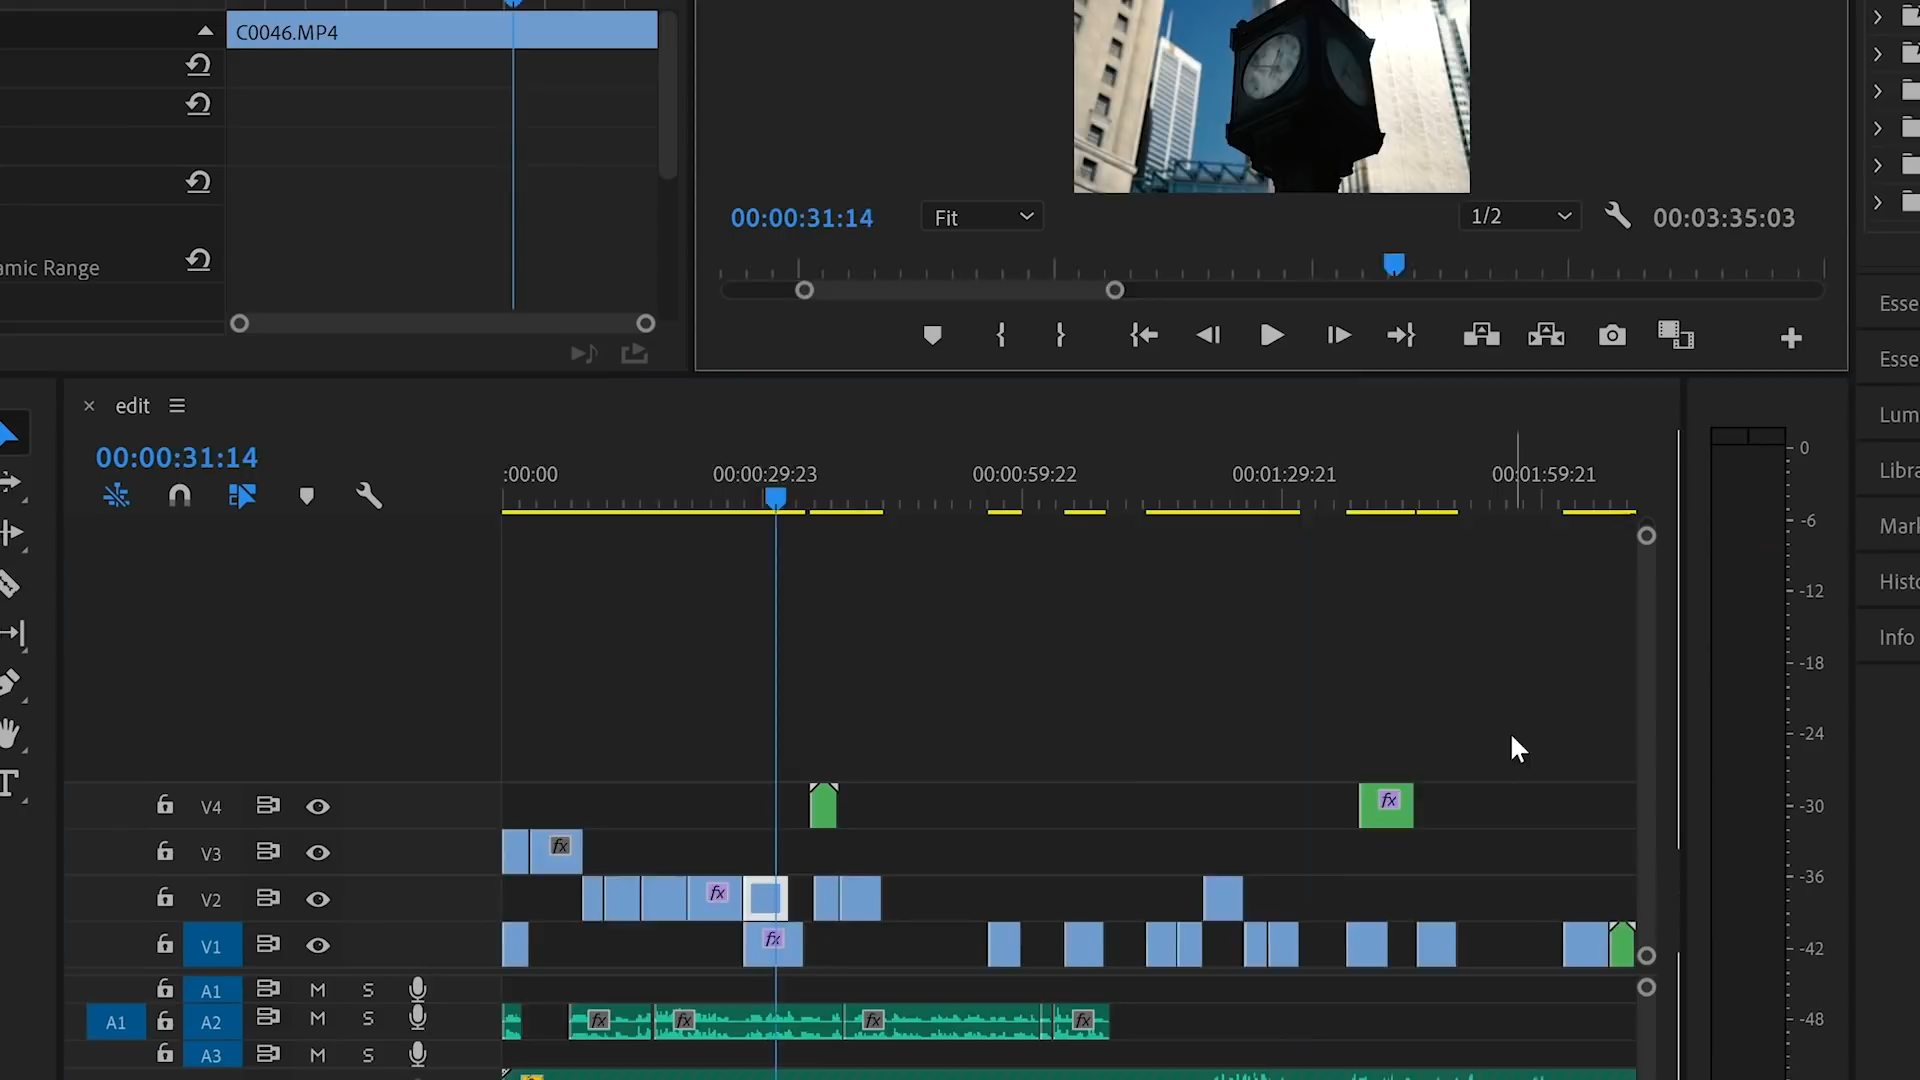 C0046.MP4
amic Range
00:00:31:14
Fit
1/2
00:03:35:03
Esse
Esse
Lum
Libra
Mark
Histo
Info
edit
00:00:31:14
:00:00
00:00:29:23
00:00:59:22
00:01:29:21
00:01:59:21
0
-6
-12
-18
-24
-30
-36
-42
-48
V4
fx
V3
fx
V2
fx
V1
fx
A1
M
S
A1
A2
M
S
fx
fx
fx
fx
A3
M
S